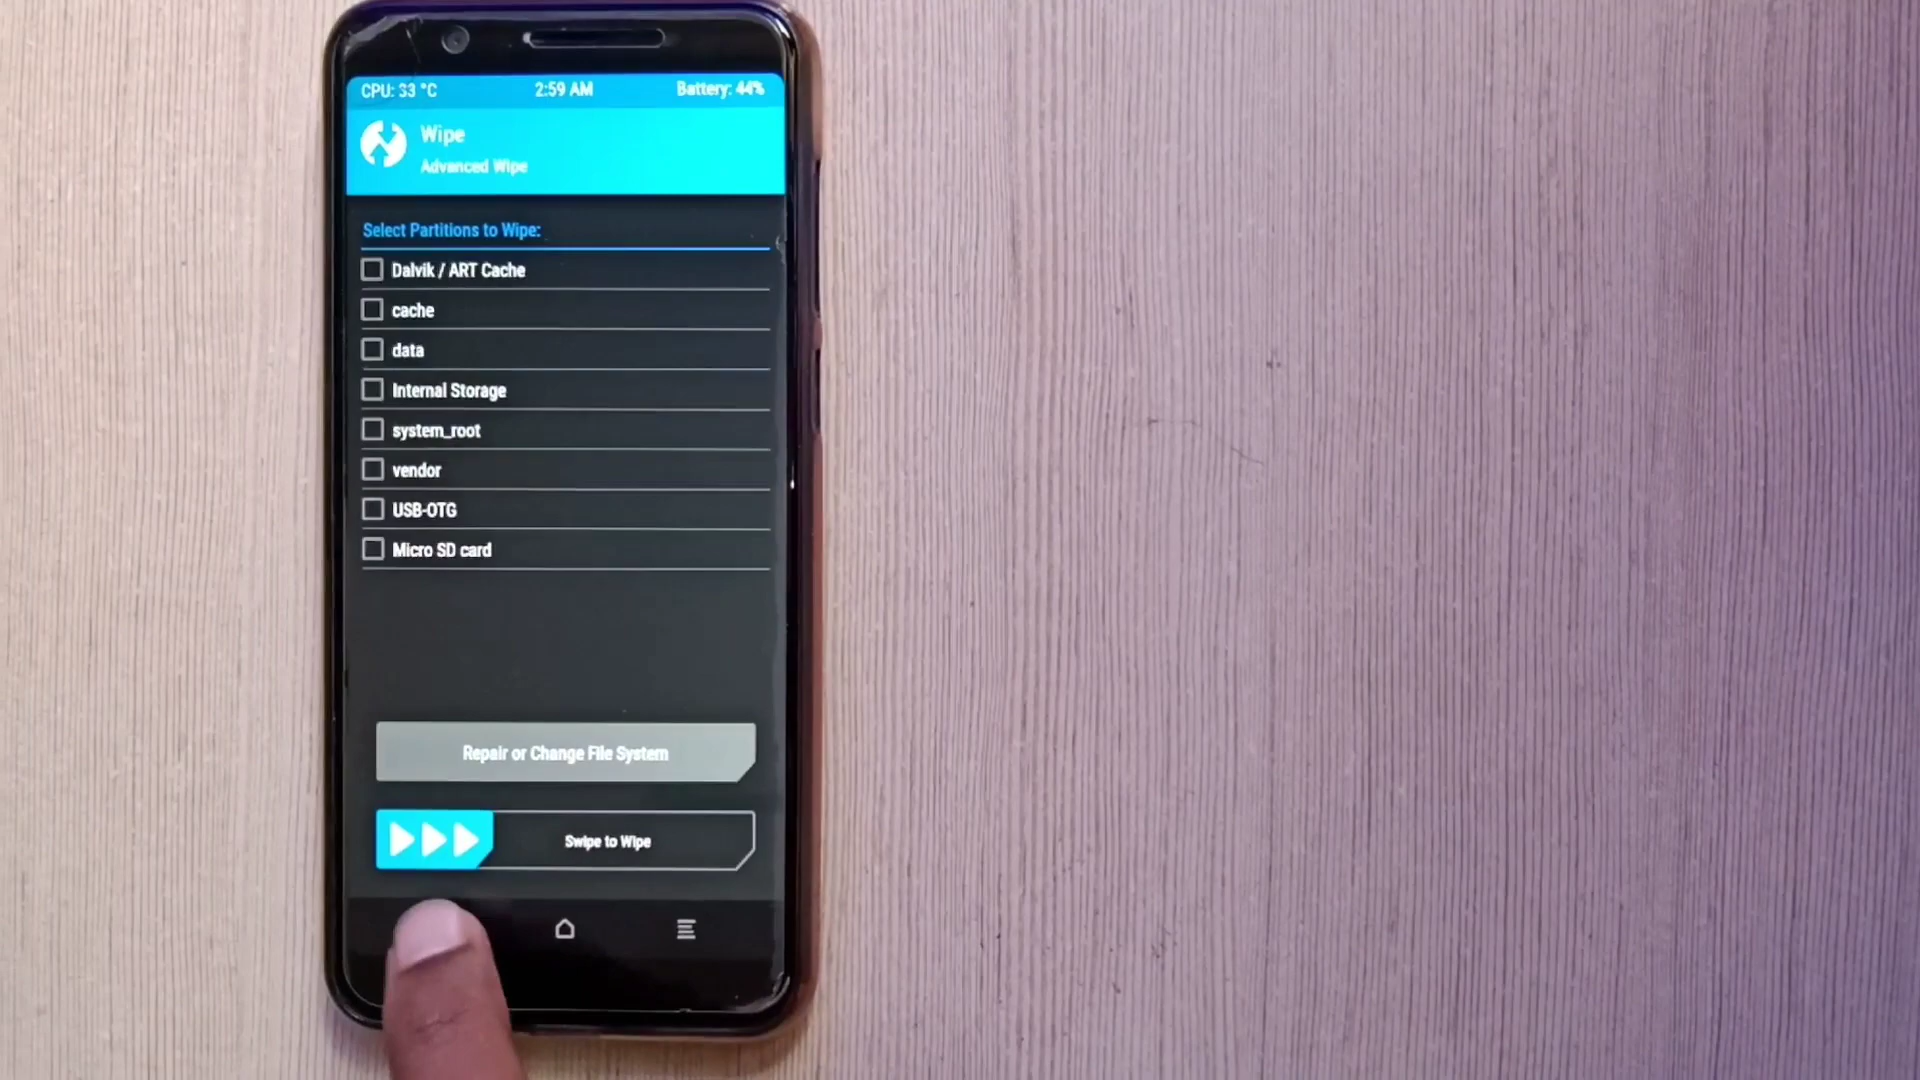 CPU: 33 °C 2:59 AM Battery: 44%
Wipe
Advanced Wipe
Select Partitions to Wipe:
Dalvik / ART Cache
cache
data
Internal Storage
system_root
vendor
USB-OTG
Micro SD card
Repair or Change File System
Swipe to Wipe